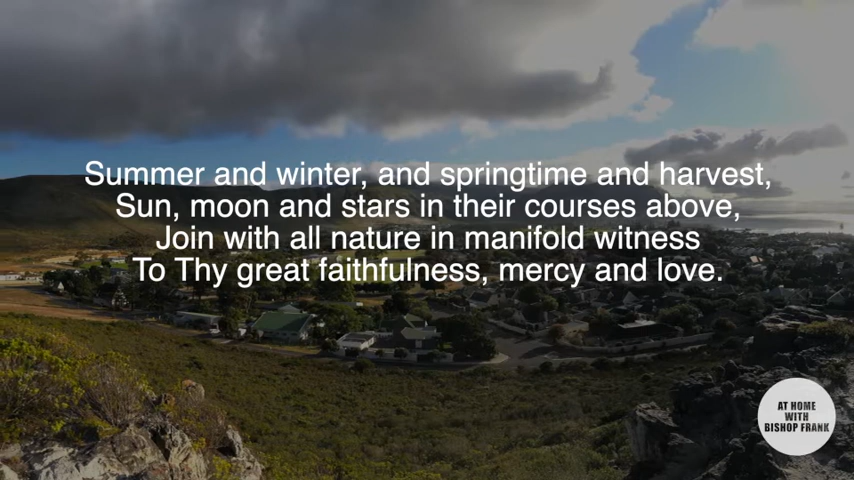 Summer and winter, and springtime and harvest,
Sun, moon and stars in their courses above,
Join with all nature in manifold witness
To Thy great faithfulness, mercy and love.
AT HOME
WITH
BISHOP FRANK